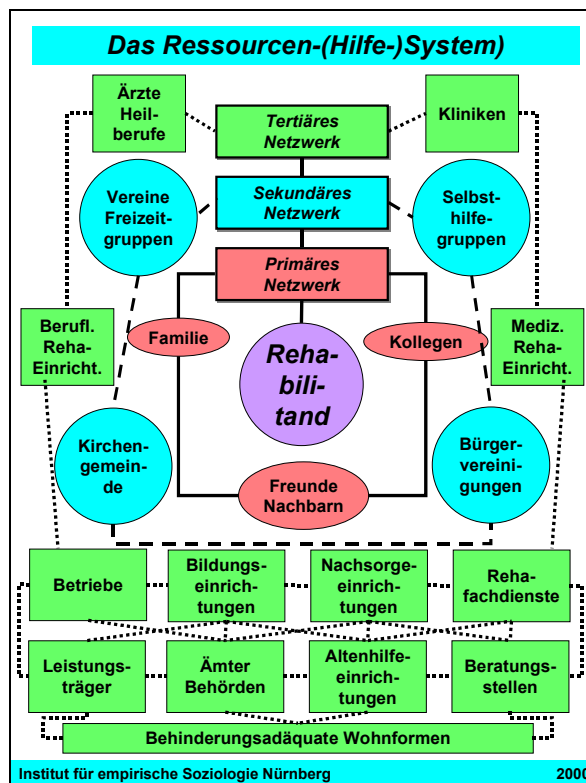 Das Ressourcen-(Hilfe-)System)
Ärzte
Heil-
berufe
Tertiäres
Netzwerk
Kliniken
Vereine
Freizeit-
gruppen
Sekundäres
Netzwerk
Selbst-
hilfe-
gruppen
Primäres
Netzwerk
Berufl.
Reha-
Einricht.
Familie
Reha-
bili-
tand
Kollegen
Mediz.
Reha-
Einricht.
Kirchen-
gemein-
de
Freunde
Nachbarn
Bürger-
vereini-
gungen
Betriebe
Bildungs-
einrich-
tungen
Nachsorge-
einrich-
tungen
Reha-
fachdienste
Leistungs-
träger
Ämter
Behörden
Altenhilfe-
einrich-
tungen
Beratungs-
stellen
Behinderungsadäquate Wohnformen
Institut für empirische Soziologie Nürnberg
2000